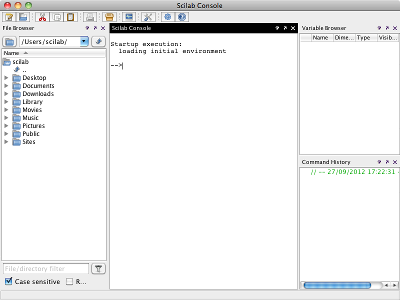 Scilab Console
File Browser
/Users/scilab/
Name
scilab
..
Desktop
Documents
Downloads
Library
Movies
Music
Pictures
Public
Sites
File/directory filter
Case sensitive
R...
Scilab Console
Startup execution:
loading initial environment
-->
Variable Browser
Name Dime... Type Visib...
Command History
// -- 27/09/2012 17:22:31 -